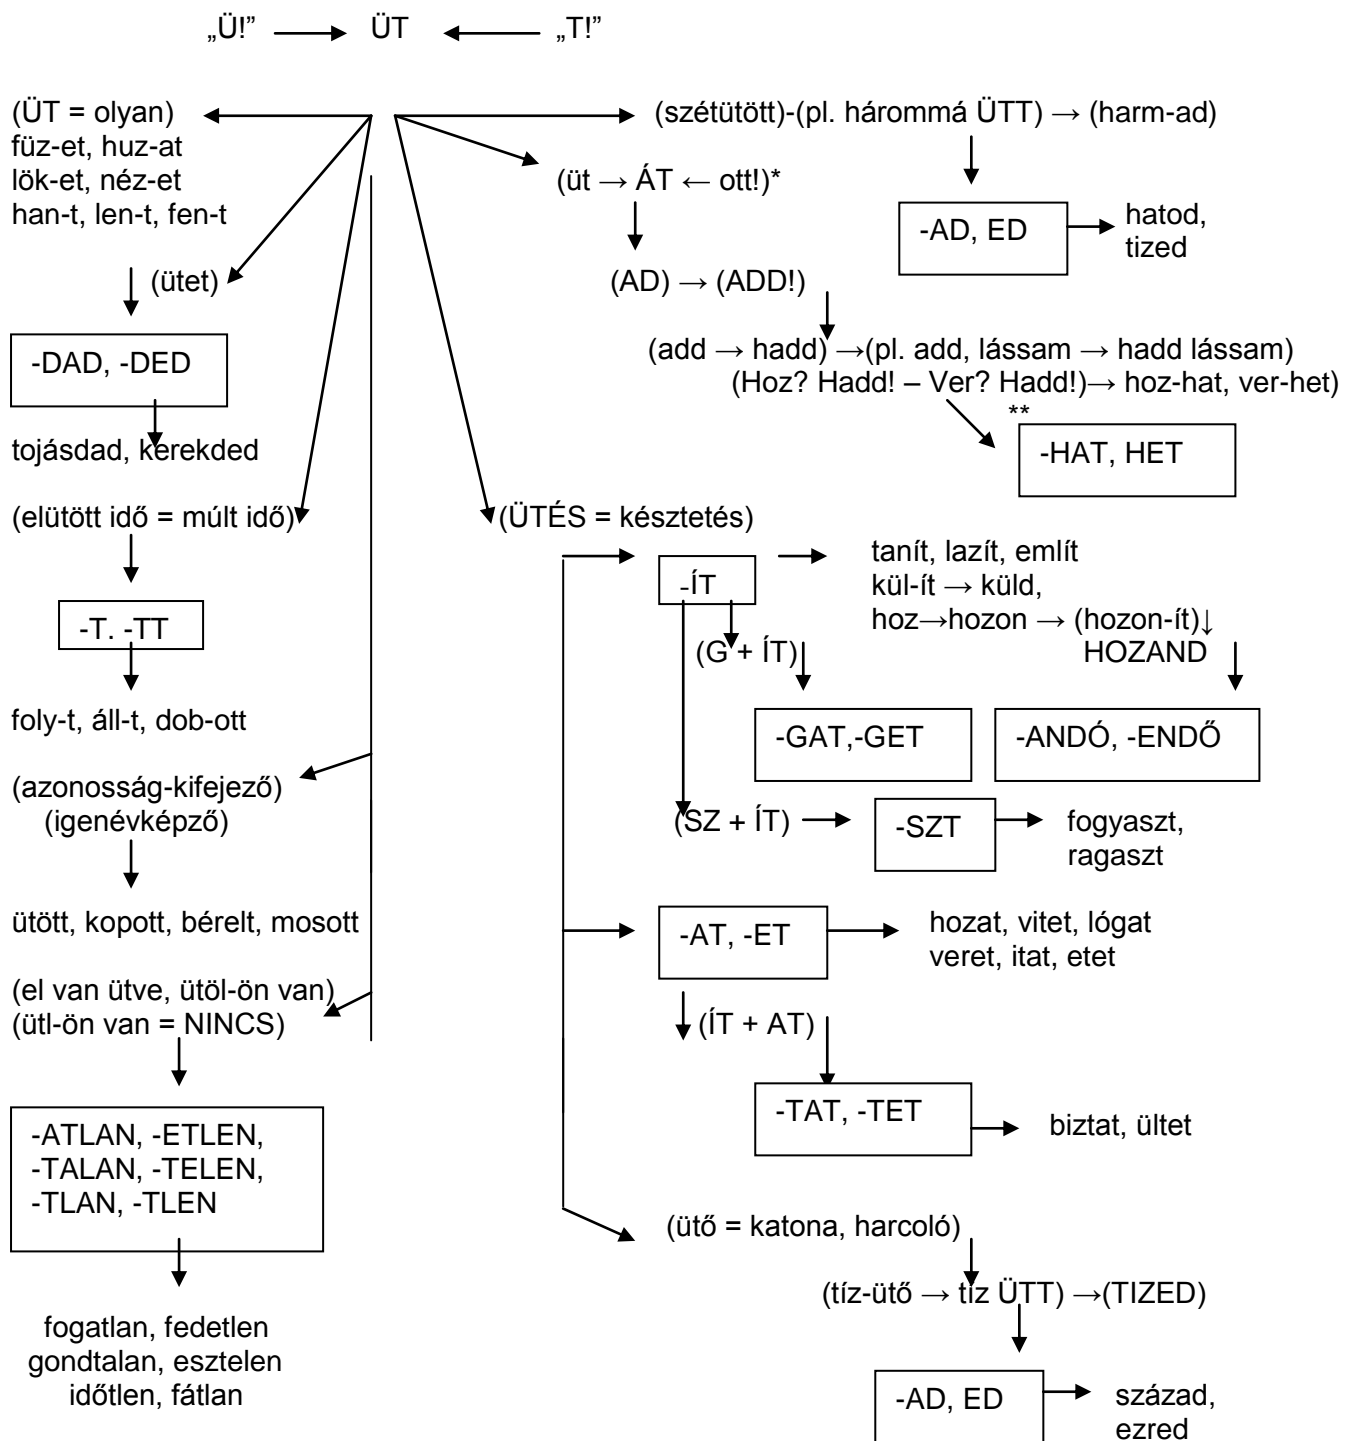 „Ü!” → ÜT ← „T!”
(ÜT = olyan)
füz-et, huz-at
lök-et, néz-et
han-t, len-t, fen-t
(ütet)
-DAD, -DED
tojásdad, kerekded
(elütött idő = múlt idő)
-T. -TT
foly-t, áll-t, dob-ott
(azonosság-kifejező)
(igenévképző)
ütött, kopott, bérelt, mosott
(el van ütve, ütöl-ön van)
(ütl-ön van = NINCS)
-ATLAN, -ETLEN,
-TALAN, -TELEN,
-TLAN, -TLEN
fogatlan, fedetlen
gondtalan, esztelen
időtlen, fátlan
(szétütött)-(pl. hárommá ÜTT) → (harm-ad)
-AD, ED
hatod,
tized
(üt → ÁT ← ott!)*
(AD) → (ADD!)
(add → hadd) →(pl. add, lássam → hadd lássam)
(Hoz? Hadd! – Ver? Hadd!)→ hoz-hat, ver-het)
**
-HAT, HET
(ÜTÉS = késztetés)
-ÍT
tanít, lazít, említ
kül-ít → küld,
hoz→hozon → (hozon-ít)↓
HOZAND
(G + ÍT)
-GAT,-GET
-ANDÓ, -ENDŐ
(SZ + ÍT)
-SZT
fogyaszt,
ragaszt
-AT, -ET
hozat, vitet, lógat
veret, itat, etet
(ÍT + AT)
-TAT, -TET
biztat, ültet
(ütő = katona, harcoló)
(tíz-ütő → tíz ÜTT) →(TIZED)
-AD, ED
század,
ezred